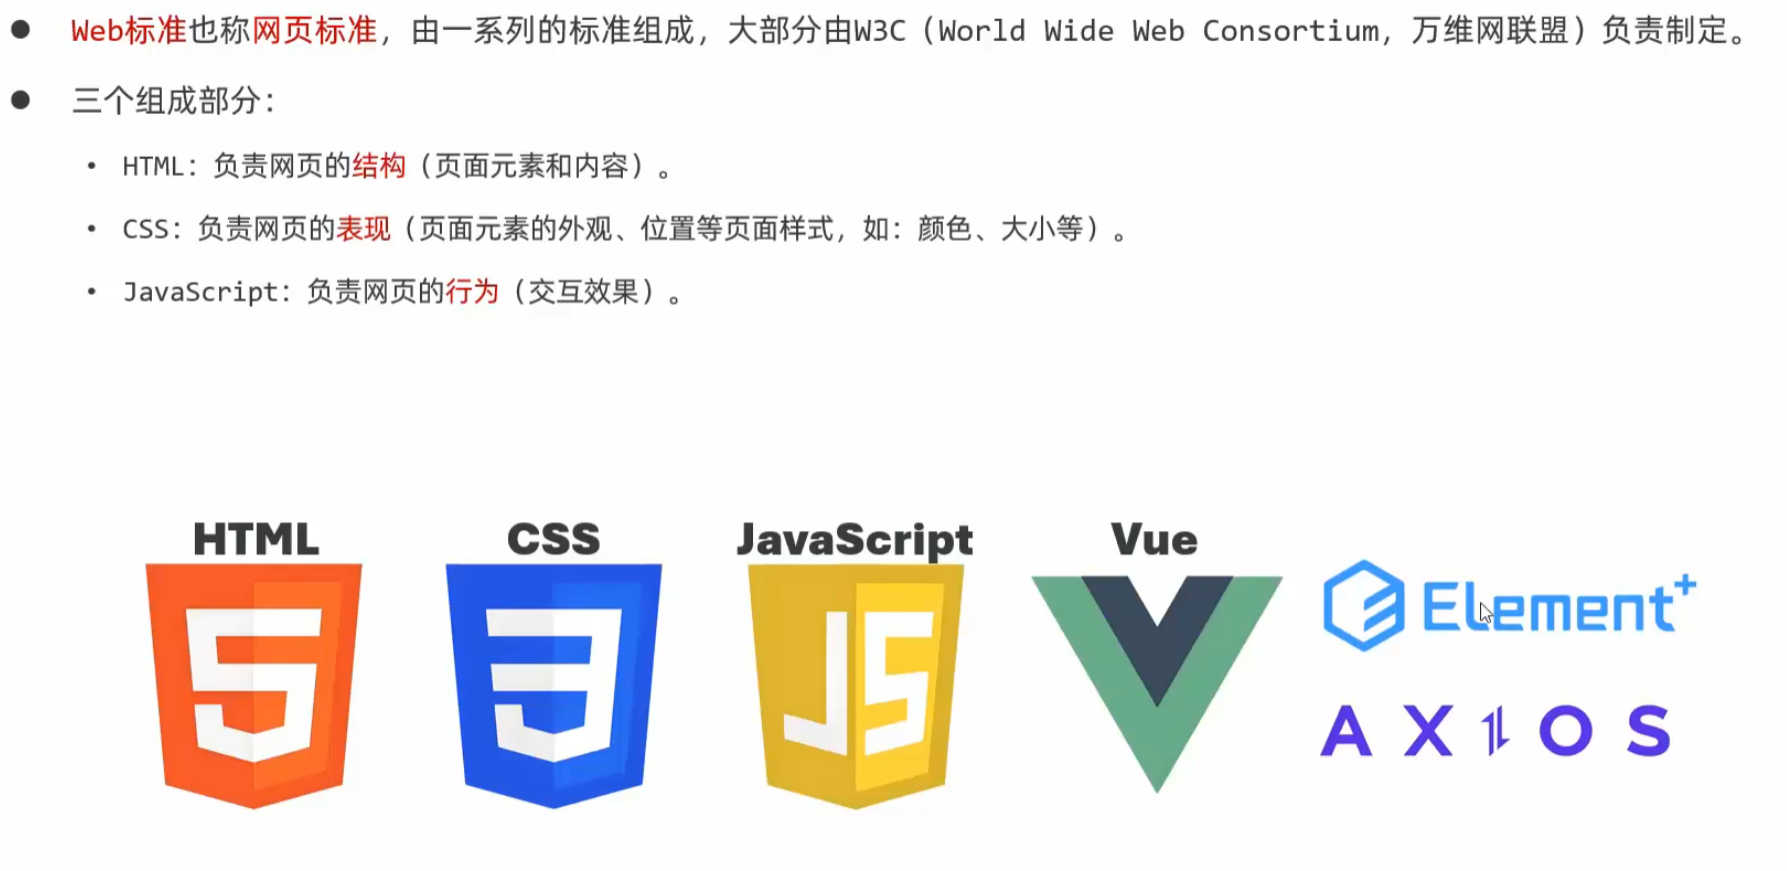 ● Web标准也称网页标准，由一系列的标准组成，大部分由W3C（World Wide Web Consortium，万维网联盟）负责制定。
● 三个组成部分：
• HTML：负责网页的结构（页面元素和内容）。
• CSS：负责网页的表现（页面元素的外观、位置等页面样式，如：颜色、大小等）。
• JavaScript：负责网页的行为（交互效果）。
HTML CSS JavaScript Vue
5 3 JS Element+
AXIOS